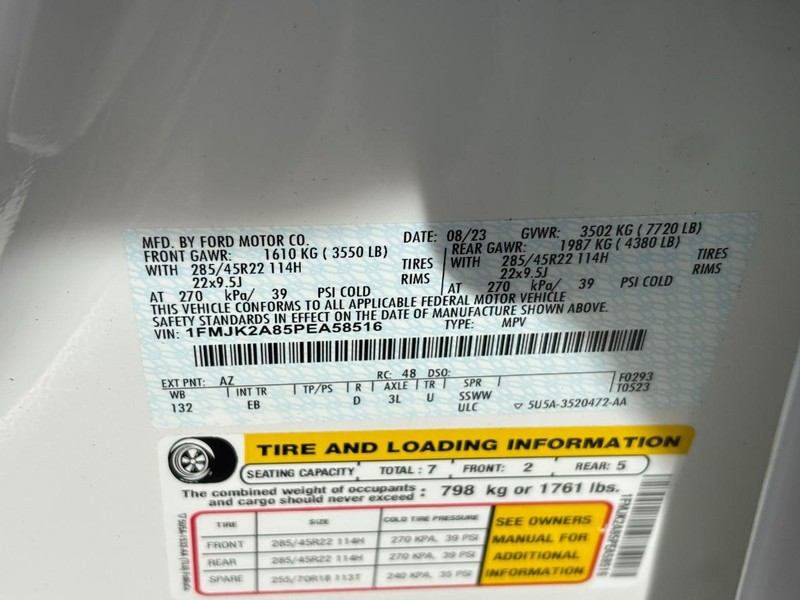 MFD. BY FORD MOTOR CO. DATE: 08/23 GVWR: 3502 KG ( 7720 LB)
FRONT GAWR: 1610 KG ( 3550 LB) REAR GAWR: 1987 KG ( 4380 LB)
WITH 285/45R22 114H TIRES WITH 285/45R22 114H TIRES
22x9.5J RIMS 22x9.5J RIMS
AT 270 kPa/ 39 PSI COLD AT 270 kPa/ 39 PSI COLD
THIS VEHICLE CONFORMS TO ALL APPLICABLE FEDERAL MOTOR VEHICLE
SAFETY STANDARDS IN EFFECT ON THE DATE OF MANUFACTURE SHOWN ABOVE.
VIN: 1FMJK2A85PEA58516 TYPE: MPV
EXT PNT: AZ RC: 48 DSO: F0293
WB INT TR TP/PS R AXLE TR SPR T0523
132 EB D 3L U SSWW
ULC 5U5A-3520472-AA
TIRE AND LOADING INFORMATION
SEATING CAPACITY TOTAL : 7 FRONT: 2 REAR: 5
The combined weight of occupants
and cargo should never exceed : 798 kg or 1761 lbs.
TIRE SIZE COLD TIRE PRESSURE
FRONT 285/45R22 114H 270 KPA, 39 PSI
REAR 285/45R22 114H 270 KPA, 39 PSI
SPARE 255/70R18 113T 240 KPA, 35 PSI
SEE OWNERS
MANUAL FOR
ADDITIONAL
INFORMATION
1FMJK2A85PEA58516